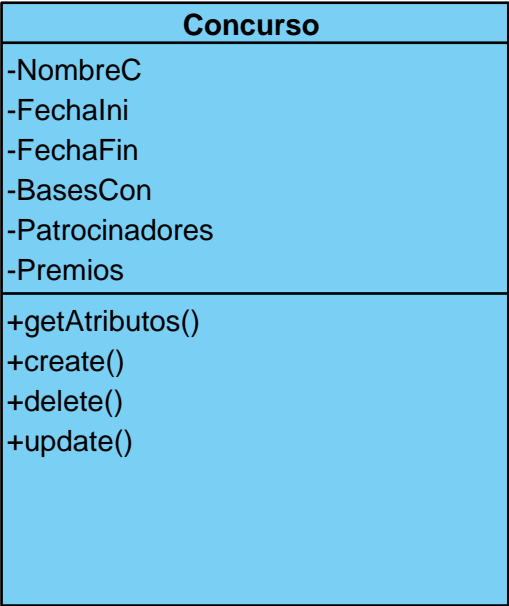 Concurso
-NombreC
-FechaIni
-FechaFin
-BasesCon
-Patrocinadores
-Premios
+getAtributos()
+create()
+delete()
+update()